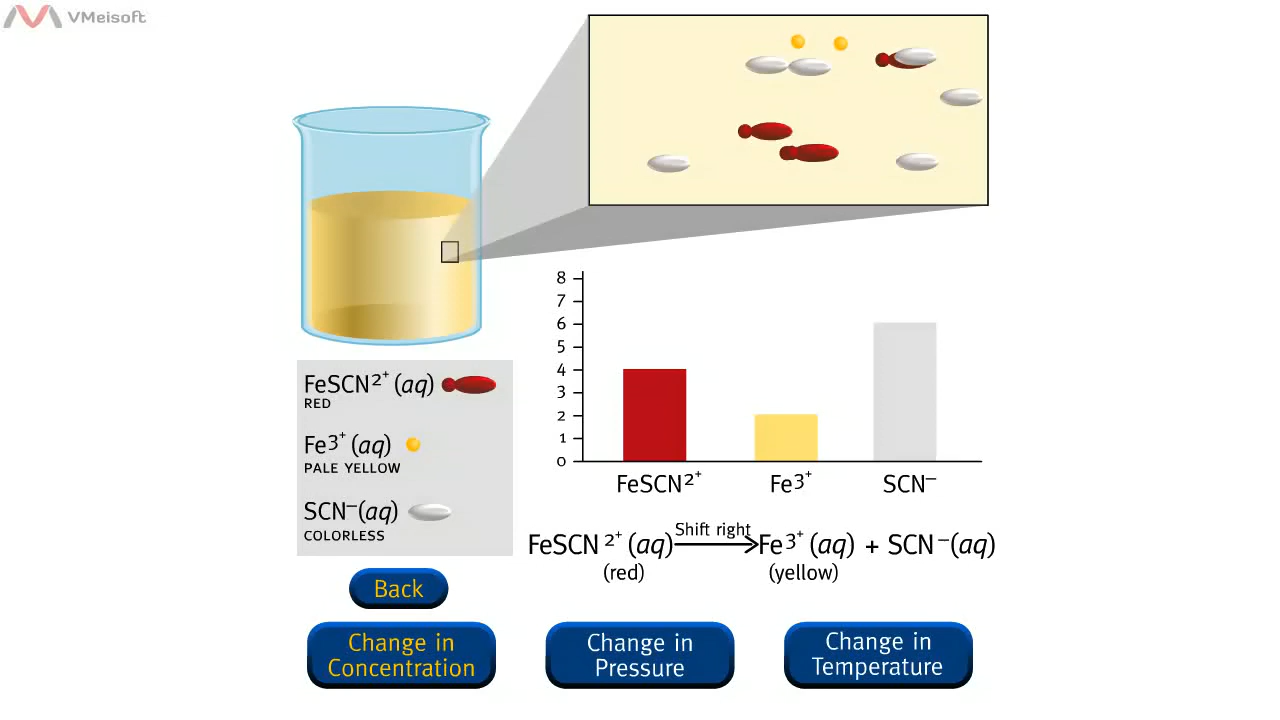 VMeisoft
8
7
6
5
4
3
2
1
0
FeSCN²⁺ Fe³⁺ SCN⁻
FeSCN²⁺(aq)
RED
Fe³⁺(aq)
PALE YELLOW
SCN⁻(aq)
COLORLESS
Shift right
FeSCN²⁺(aq) Fe³⁺(aq) + SCN⁻(aq)
(red) (yellow)
Back
Change in
Concentration
Change in
Pressure
Change in
Temperature